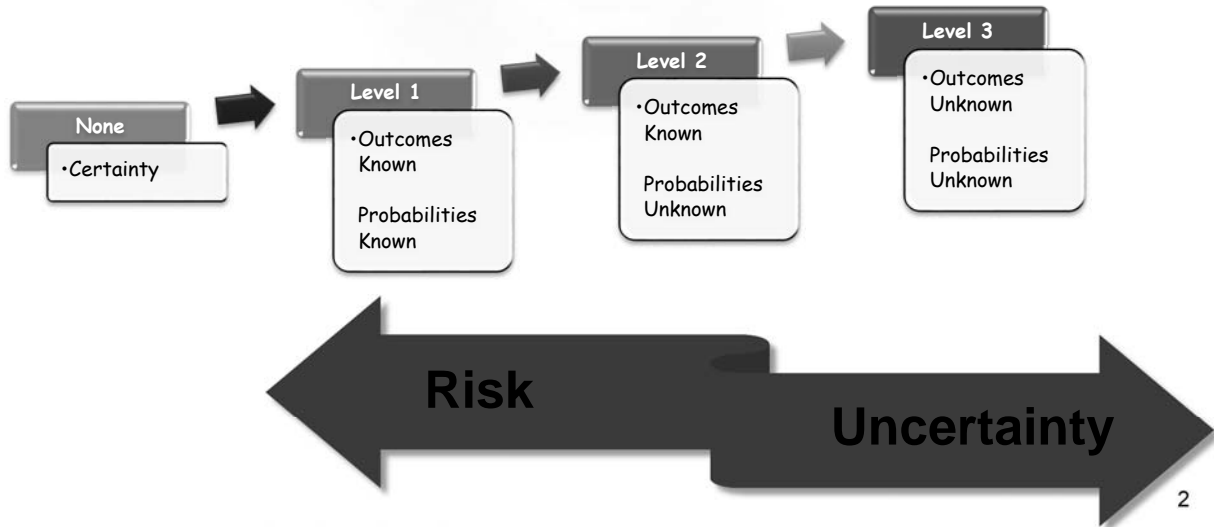 None
•Certainty
Level 1
•Outcomes
Known
Probabilities
Known
Level 2
•Outcomes
Known
Probabilities
Unknown
Level 3
•Outcomes
Unknown
Probabilities
Unknown
Risk
Uncertainty
2